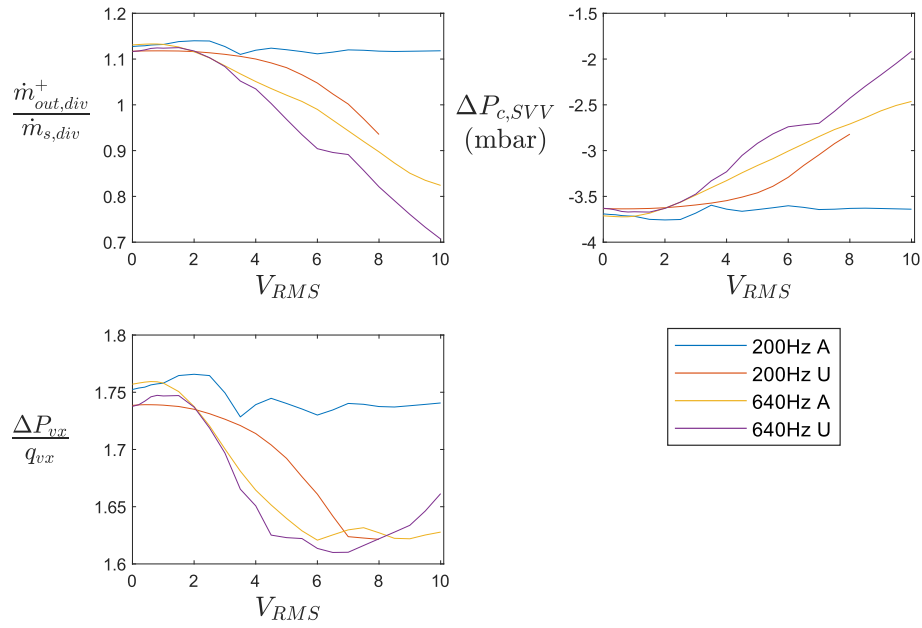 1.2
1.1
1
0.9
0.8
0.7
ṁ⁺out,div
ṁs,div
0 2 4 6 8 10
VRMS
-1.5
-2
-2.5
-3
-3.5
-4
ΔPc,SVV
(mbar)
0 2 4 6 8 10
VRMS
1.8
1.75
1.7
1.65
1.6
ΔPvx
qvx
0 2 4 6 8 10
VRMS
200Hz A
200Hz U
640Hz A
640Hz U